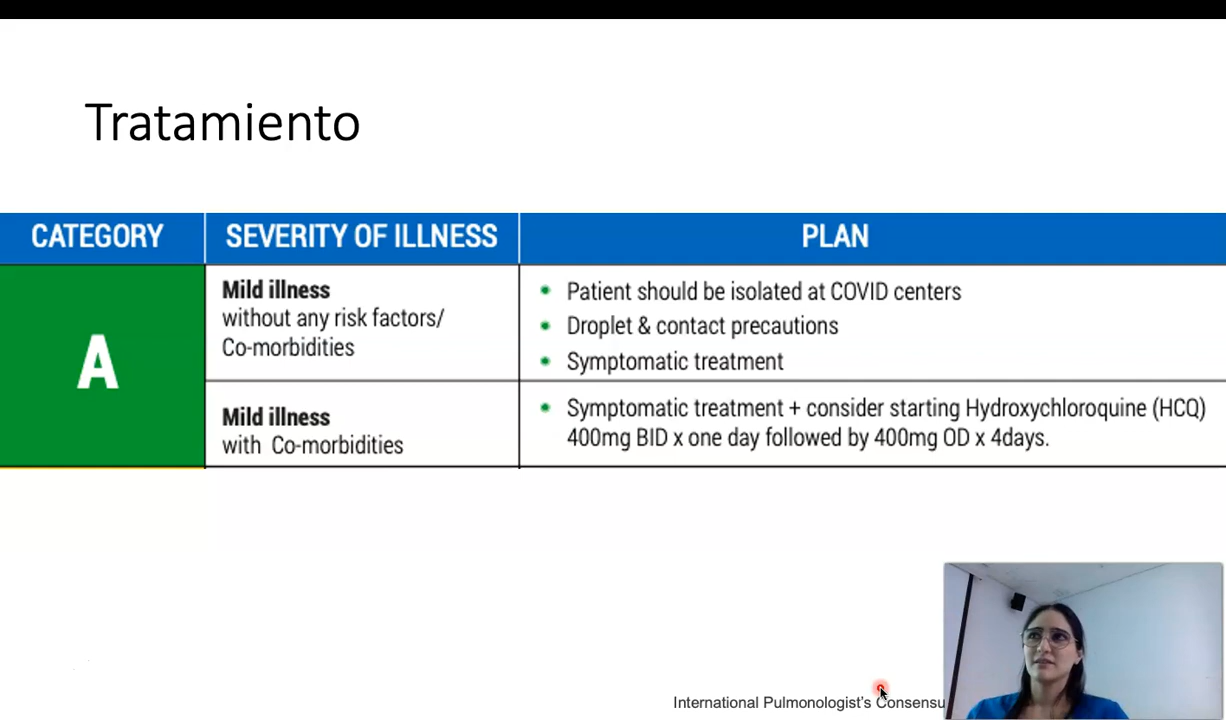 Tratamiento
CATEGORY
SEVERITY OF ILLNESS
PLAN
A
Mild illness
without any risk factors/
Co-morbidities
• Patient should be isolated at COVID centers
• Droplet & contact precautions
• Symptomatic treatment
Mild illness
with Co-morbidities
• Symptomatic treatment + consider starting Hydroxychloroquine (HCQ)
400mg BID x one day followed by 400mg OD x 4days.
International Pulmonologist's Consensu